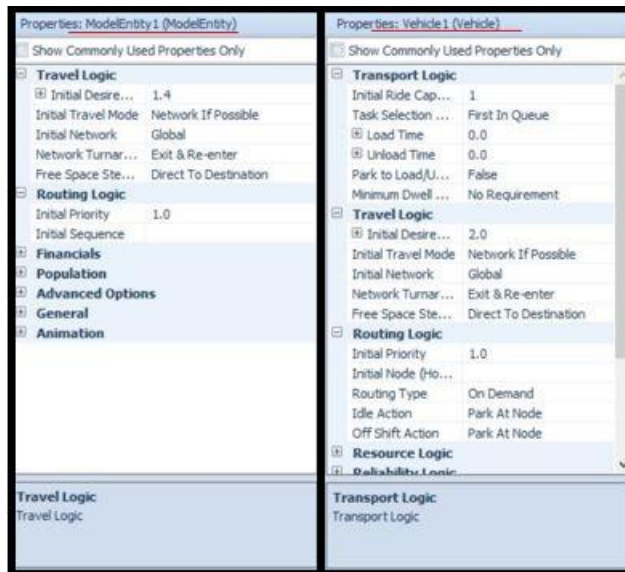 Properties: ModelEntity1 (ModelEntity)
Show Commonly Used Properties Only
Travel Logic
Initial Desire... 1.4
Initial Travel Mode Network If Possible
Initial Network Global
Network Turnar... Exit & Re-enter
Free Space Ste... Direct To Destination
Routing Logic
Initial Priority 1.0
Initial Sequence
Financials
Population
Advanced Options
General
Animation
Travel Logic
Travel Logic
Properties: Vehicle1 (Vehicle)
Show Commonly Used Properties Only
Transport Logic
Initial Ride Cap... 1
Task Selection ... First In Queue
Load Time 0.0
Unload Time 0.0
Park to Load/U... False
Minimum Dwell ... No Requirement
Travel Logic
Initial Desire... 2.0
Initial Travel Mode Network If Possible
Initial Network Global
Network Turnar... Exit & Re-enter
Free Space Ste... Direct To Destination
Routing Logic
Initial Priority 1.0
Initial Node (Ho...
Routing Type On Demand
Idle Action Park At Node
Off Shift Action Park At Node
Resource Logic
Reliability Logic
Transport Logic
Transport Logic